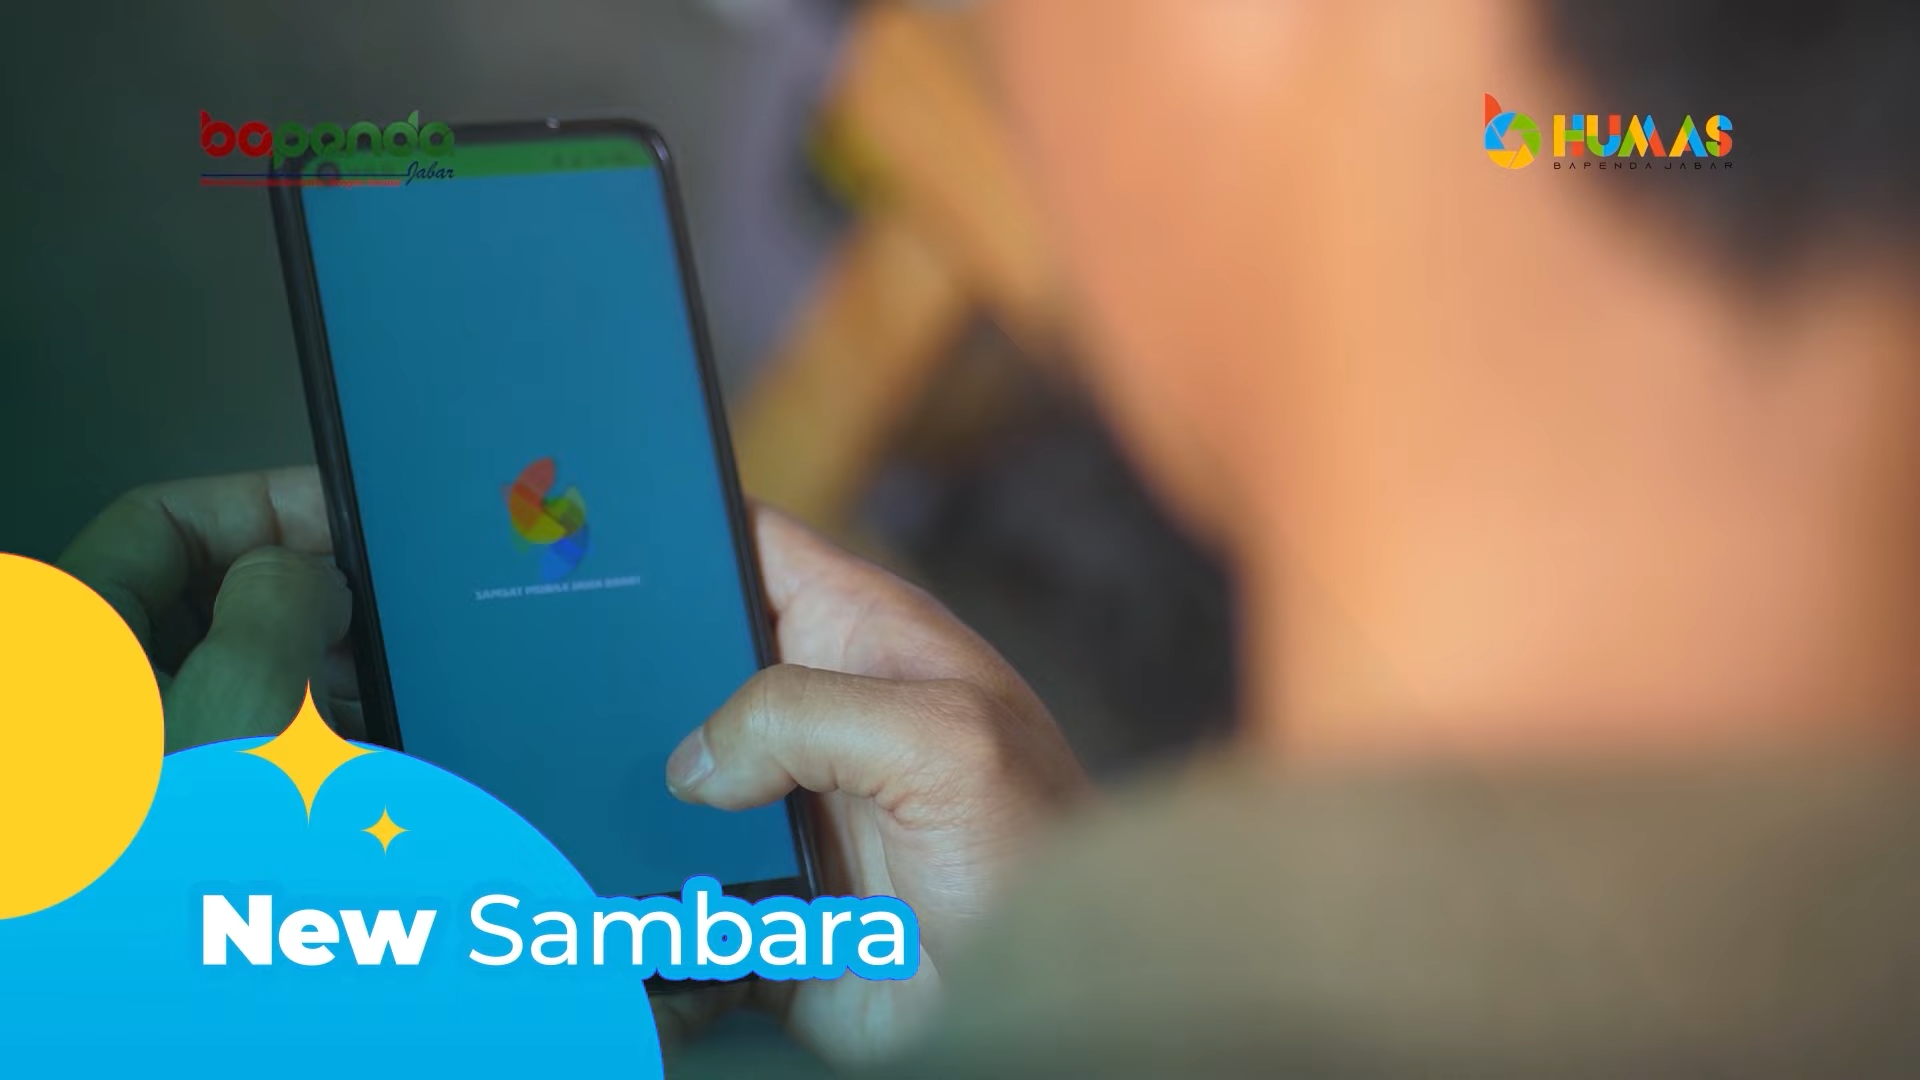 bapenda
Jabar
HUMAS
BAPENDA JABAR
SAMSAT MOBILE JAWA BARAT
New Sambara